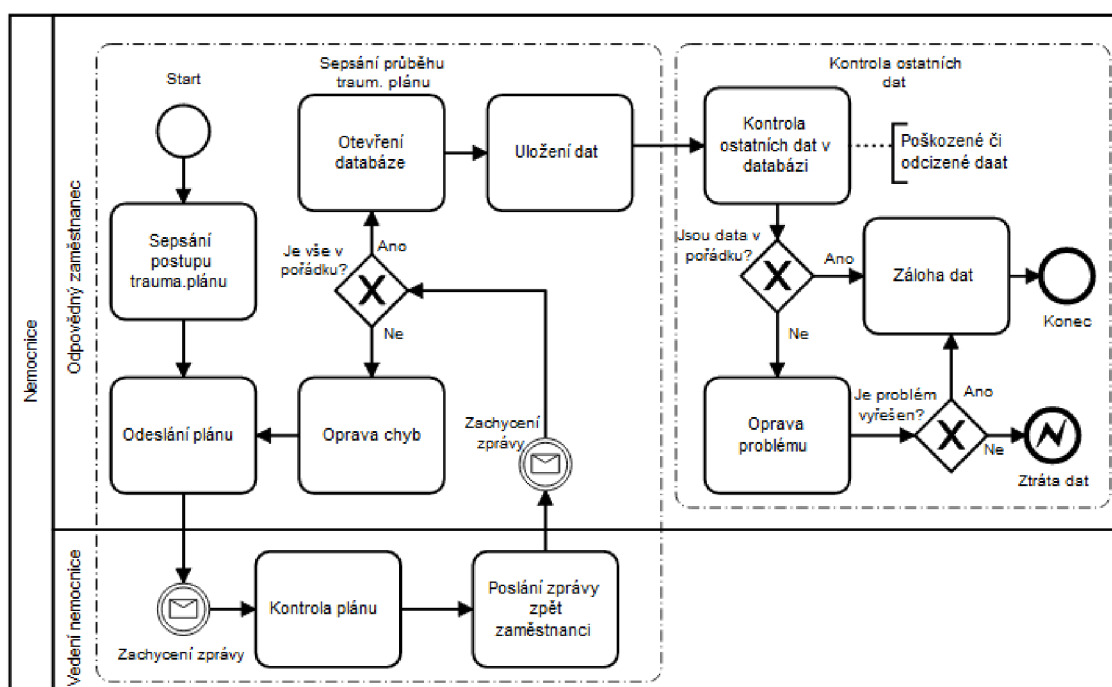 Nemocnice
Odpovědný zaměstnanec
Vedení nemocnice
Start
Sepsání průběhu
traum. plánu
Sepsání
postupu
trauma.plánu
Odeslání plánu
Otevření
databáze
Uložení dat
Je vše v
pořádku?
Ano
Ne
Oprava chyb
Zachycení
zprávy
Zachycení zprávy
Kontrola plánu
Poslání zprávy
zpět
zaměstnanci
Kontrola ostatních
dat
Kontrola
ostatních dat v
databázi
Poškozené či
odcizené daat
Jsou data v
pořádku?
Ano
Ne
Záloha dat
Konec
Oprava
problému
Je problém
vyřešen?
Ano
Ne
Ztráta dat